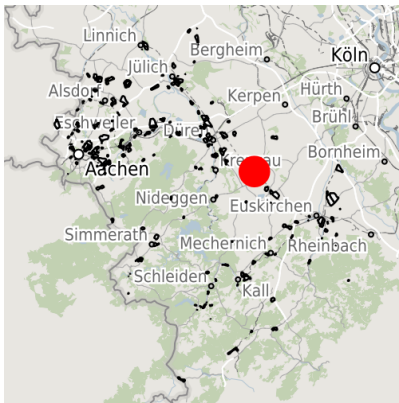 Linnich
Bergheim
Köln
Jülich
Alsdorf
Kerpen
Hürth
Brühl
Eschweiler
Düren
Bornheim
Aachen
Nideggen
Euskirchen
Simmerath
Mechernich
Rheinbach
Schleiden
Kall